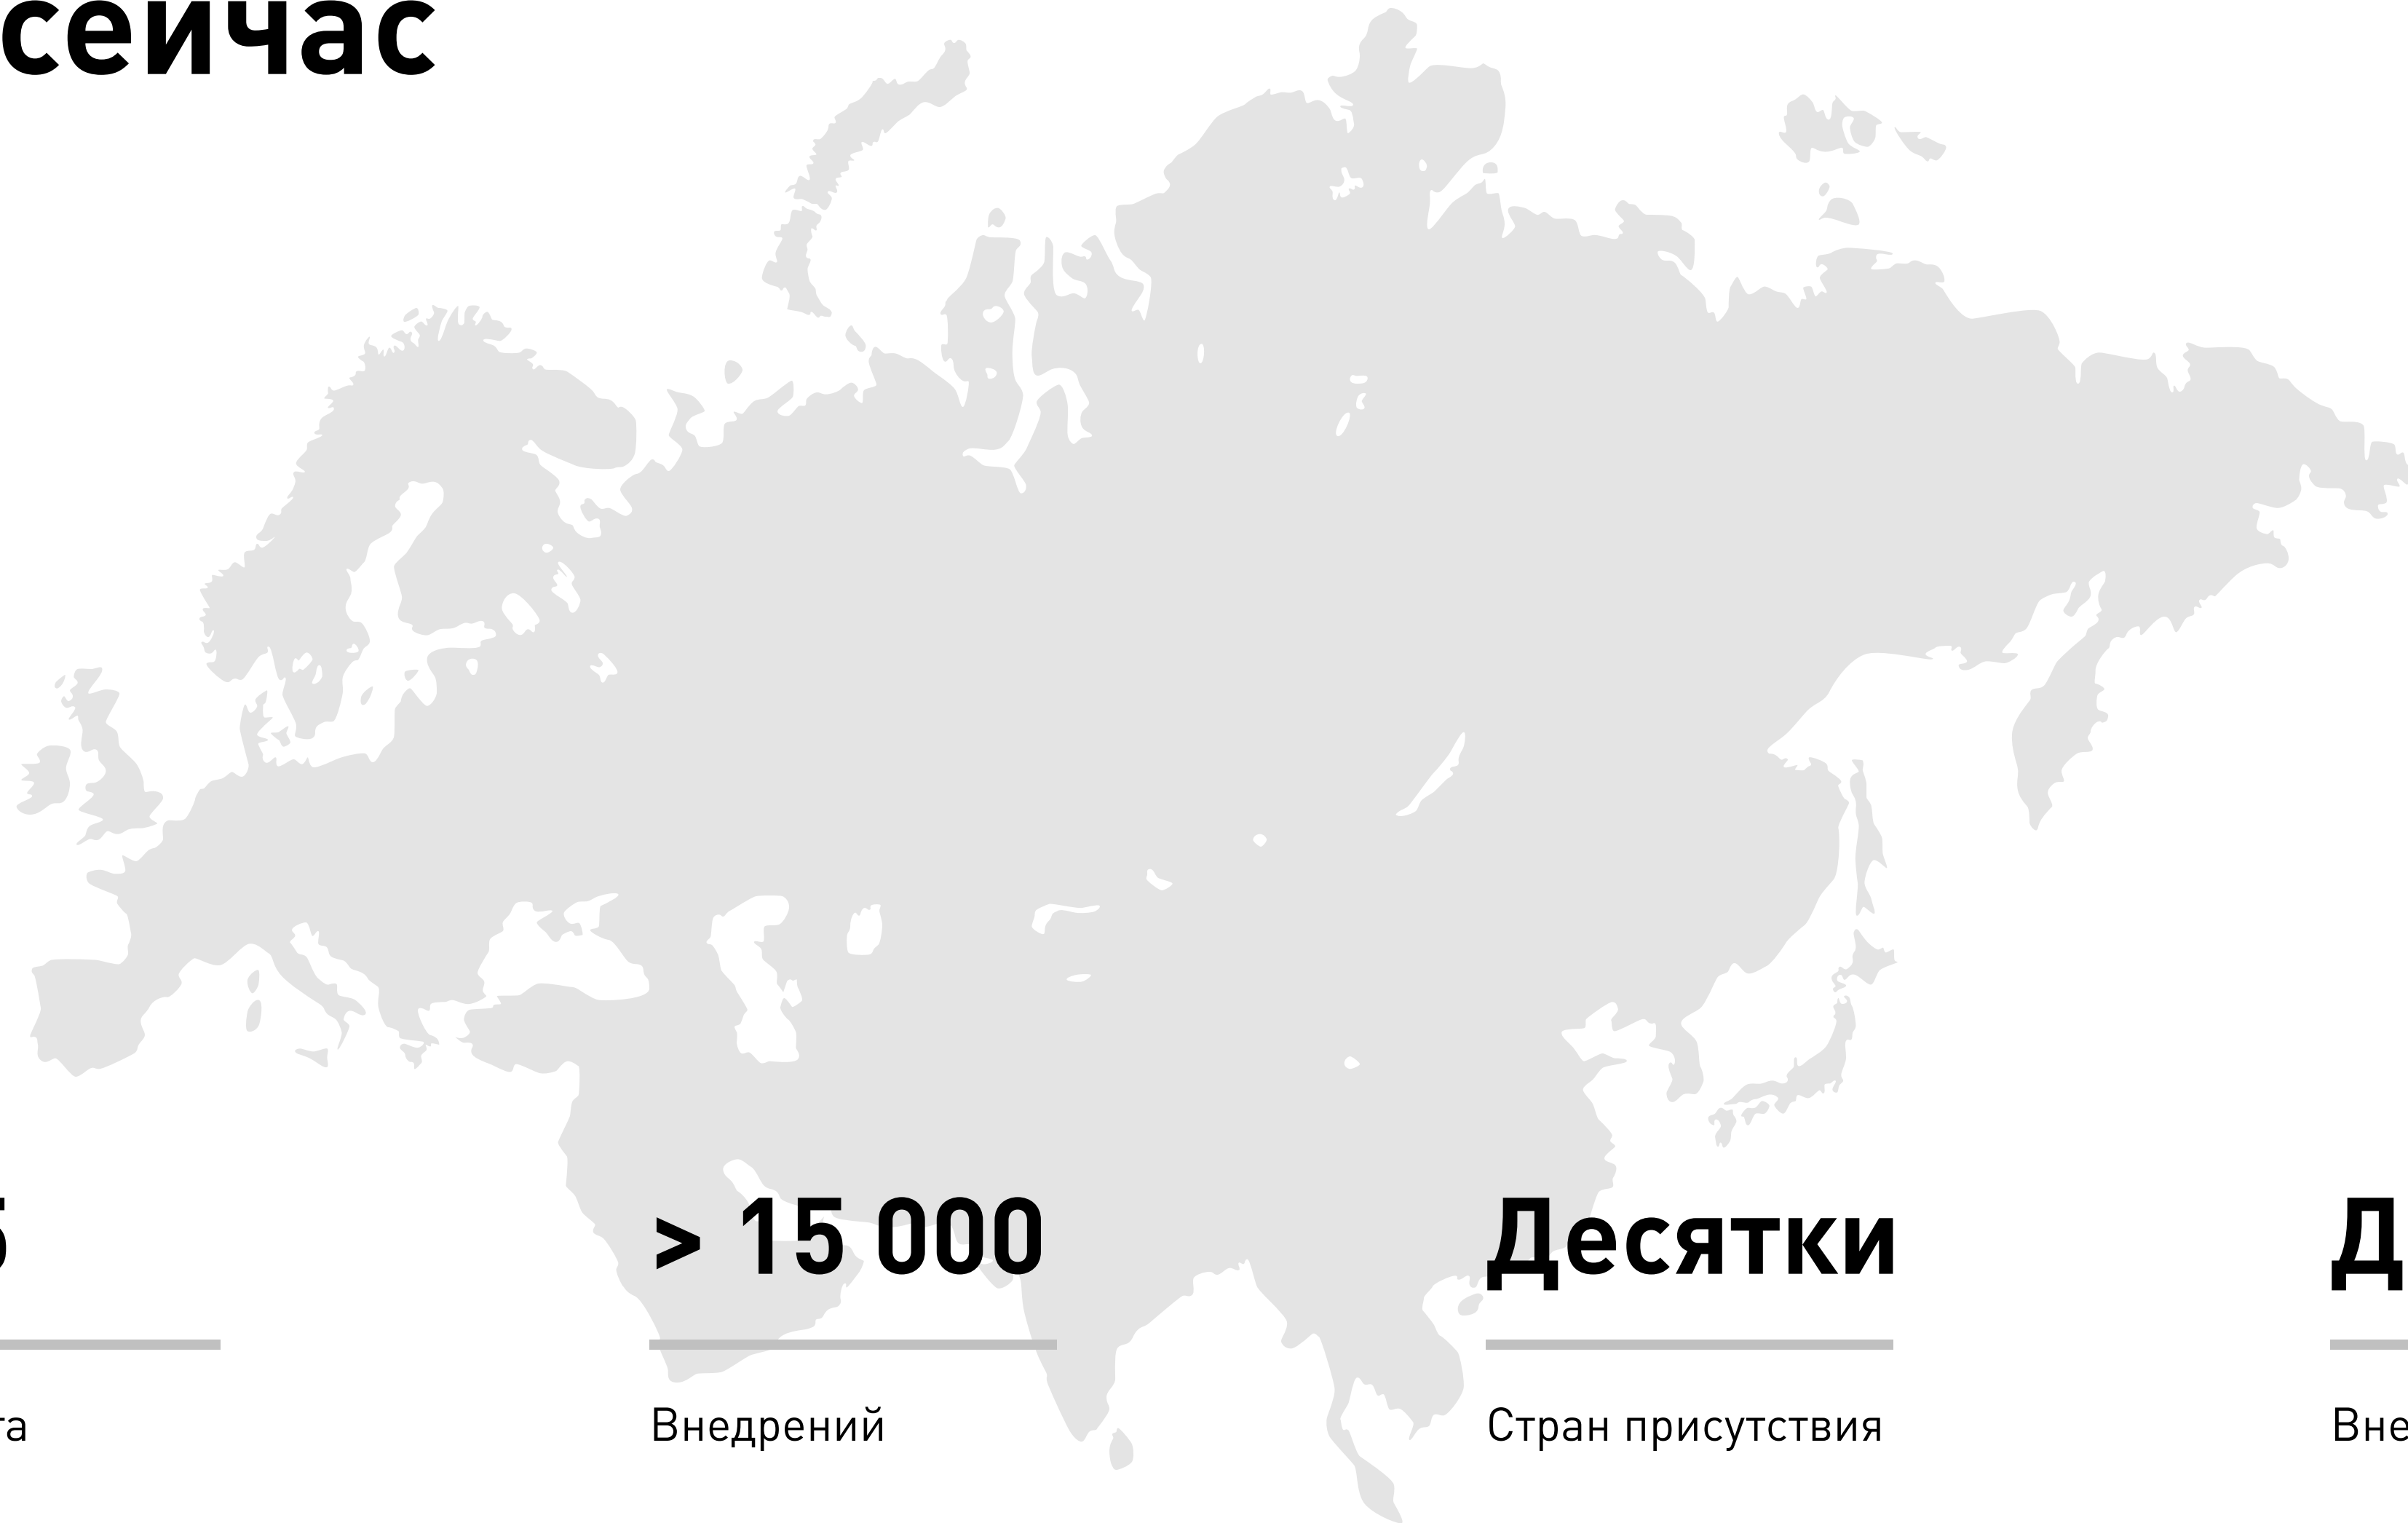 сейчас
> 15 000
Десятки
Внедрений
Стран присутствия